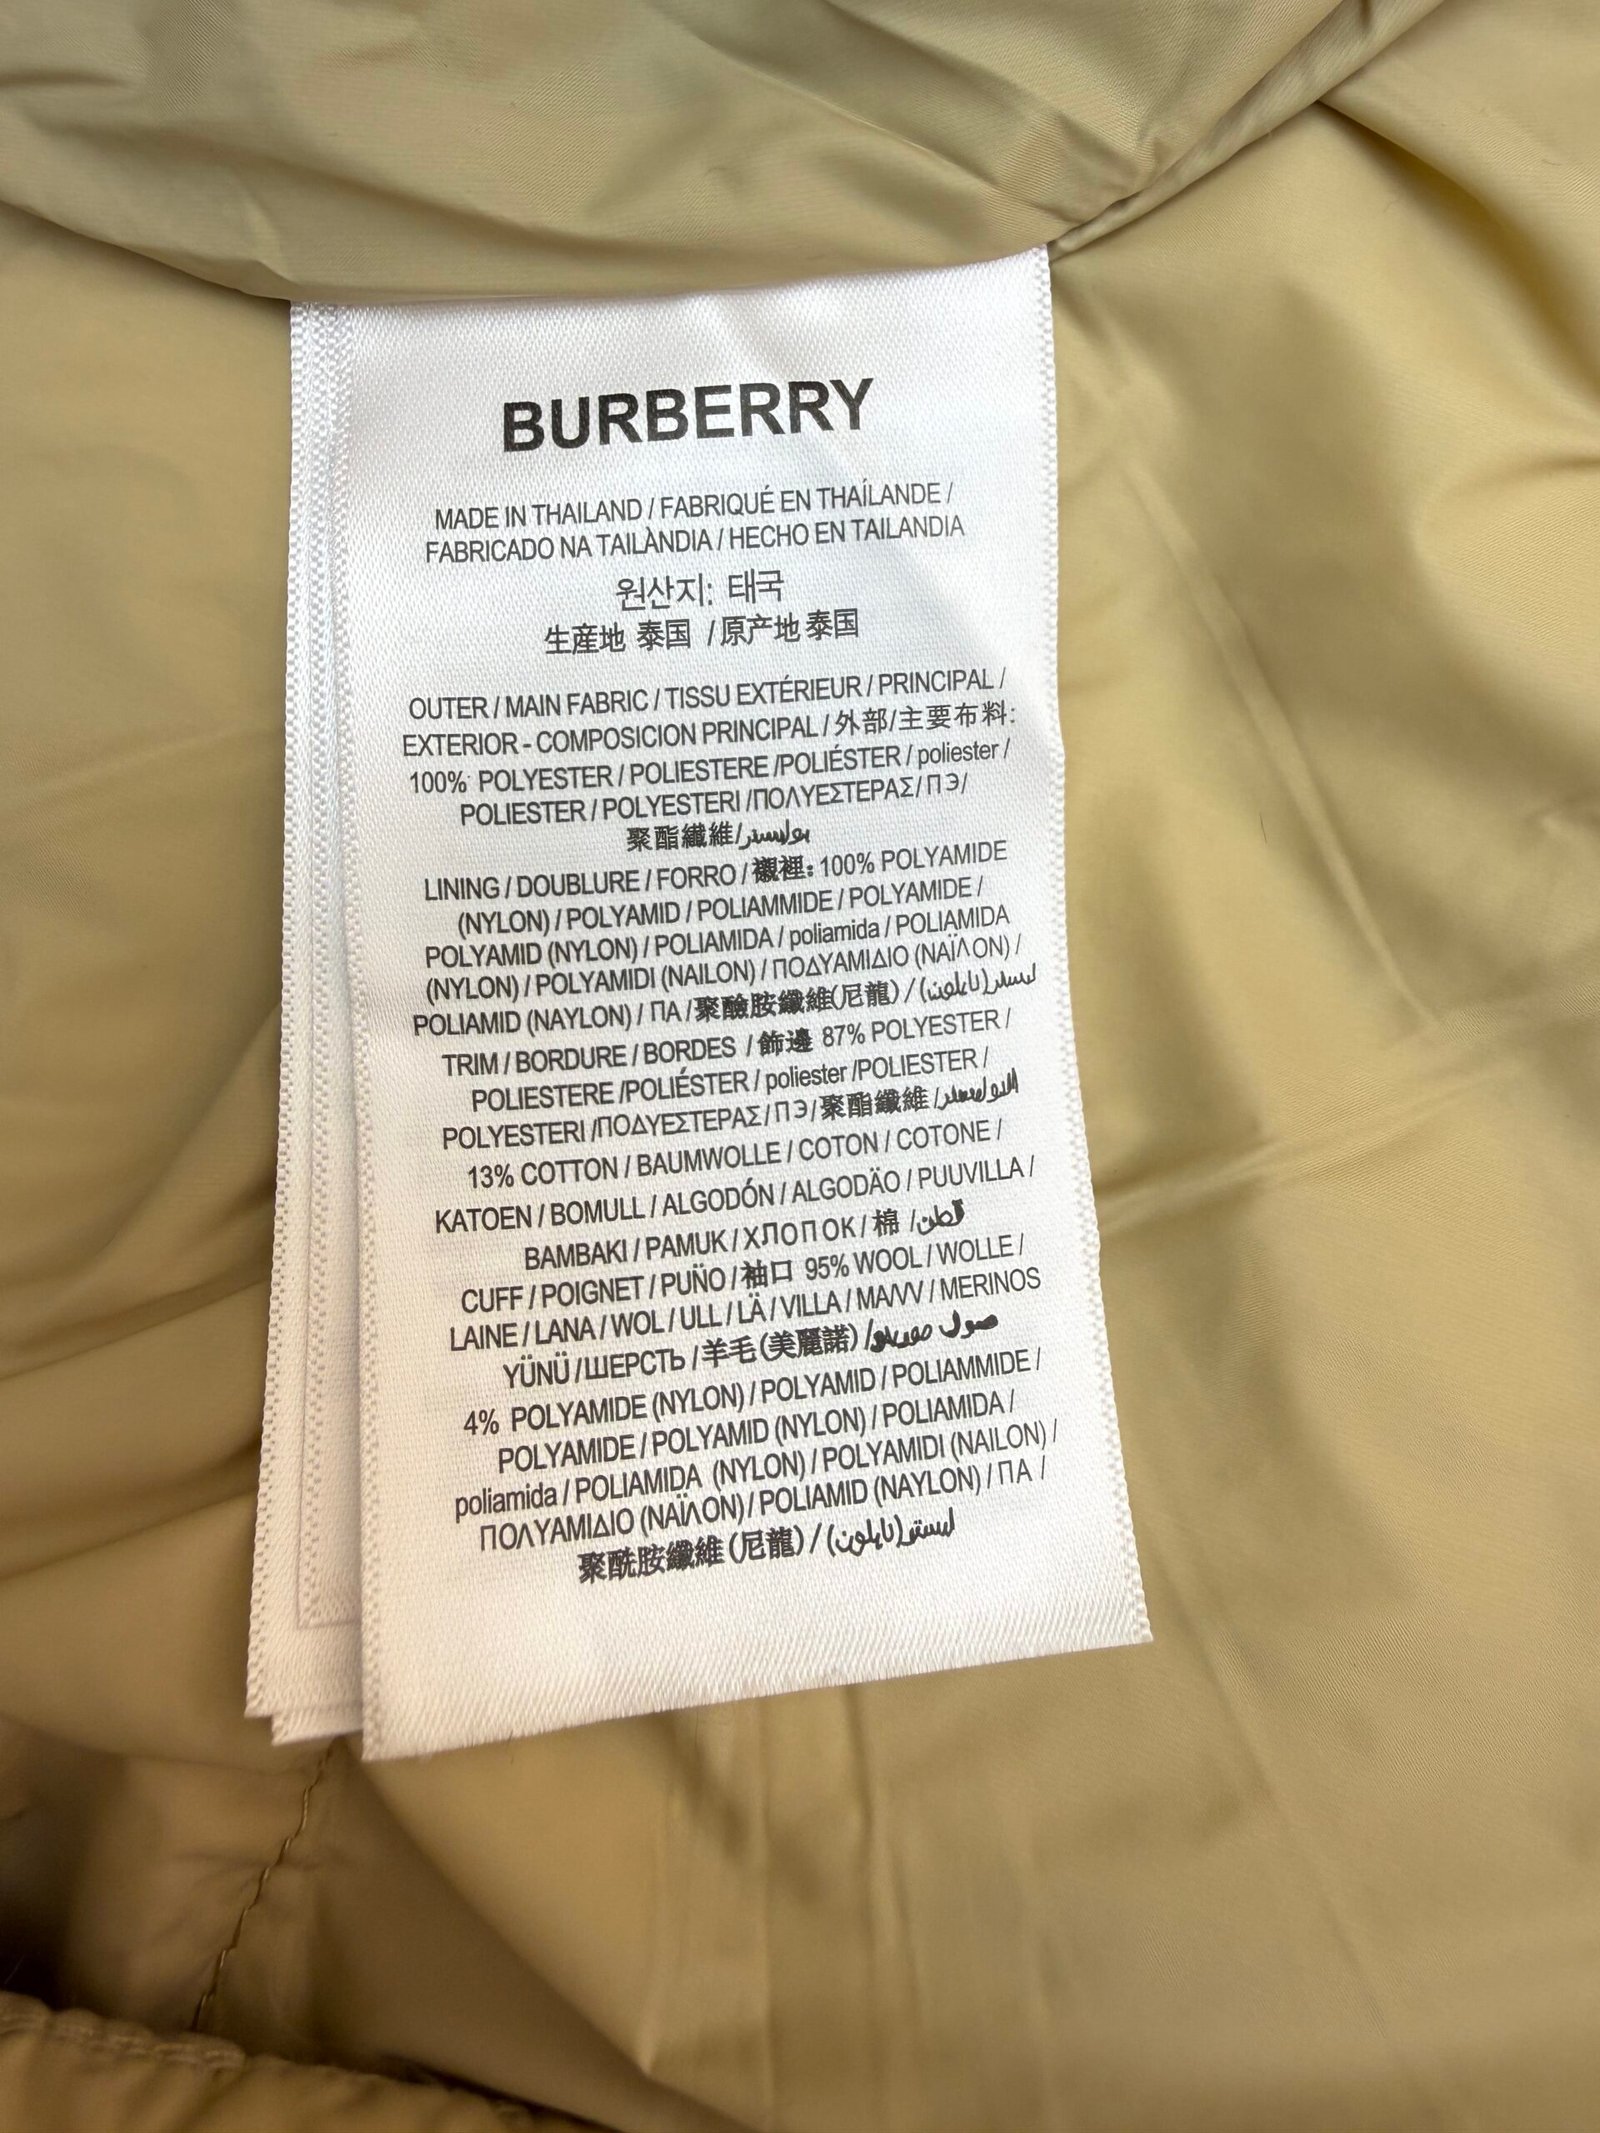 BURBERRY
MADE IN THAILAND / FABRIQUÉ EN THAÍLANDE /
FABRICADO NA TAILÀNDIA / HECHO EN TAILANDIA
원산지: 태국
生産地 泰国 / 原产地 泰国
OUTER / MAIN FABRIC / TISSU EXTÉRIEUR / PRINCIPAL /
EXTERIOR - COMPOSICION PRINCIPAL / 外部/主要布料:
100% POLYESTER / POLIESTERE /POLIÉSTER / poliester /
POLIESTER / POLYESTERI /ΠΟΛΥΕΣΤΕΡΑΣ/ПЭ/
聚酯纖維/
LINING / DOUBLURE / FORRO / 襯裡: 100% POLYAMIDE
(NYLON) / POLYAMID / POLIAMMIDE / POLYAMIDE /
POLYAMID (NYLON) / POLIAMIDA / poliamida / POLIAMIDA
(NYLON) / POLYAMIDI (NAILON) / ΠΟΔΥΑΜΙΔΙΟ (ΝΑΪΛΟΝ) /
POLIAMID (NAYLON) / ПА /聚醯胺纖維(尼龍) /
TRIM / BORDURE / BORDES / 飾邊 87% POLYESTER /
POLIESTERE /POLIÉSTER / poliester /POLIESTER /
POLYESTERI /ΠΟΔΥΕΣΤΕΡΑΣ/ПЭ/聚酯纖維/
13% COTTON / BAUMWOLLE / COTON / COTONE /
KATOEN / BOMULL / ALGODÓN / ALGODÄO / PUUVILLA /
BAMBAKI / PAMUK / ХЛОПОК / 棉 /قطن
CUFF / POIGNET / PUÑO / 袖口 95% WOOL / WOLLE /
LAINE / LANA / WOL / ULL / LÄ / VILLA / MA/VV / MERINOS
YÜNÜ /ШЕРСТЬ / 羊毛 (美麗諾) /
4% POLYAMIDE (NYLON) / POLYAMID / POLIAMMIDE /
POLYAMIDE / POLYAMID (NYLON) / POLIAMIDA /
poliamida / POLIAMIDA (NYLON) / POLYAMIDI (NAILON) /
ΠΟΛΥΑΜΙΔΙΟ (ΝΑΪΛΟΝ) / POLIAMID (NAYLON) / ПА /
聚酰胺纖維 (尼龍) /